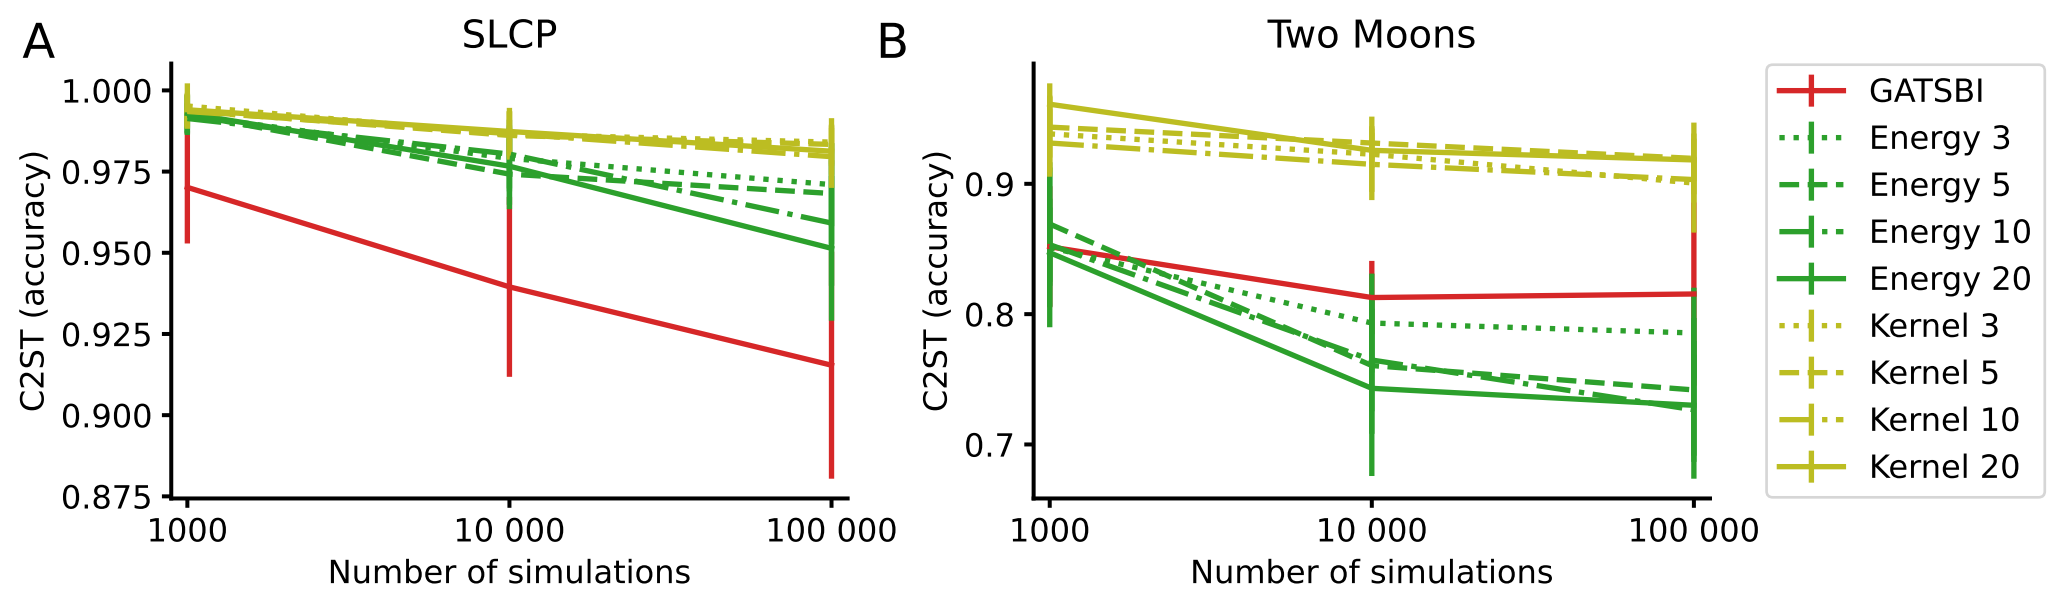 A
SLCP
1.000
0.975
0.950
0.925
0.900
0.875
C2ST (accuracy)
1000
10 000
100 000
Number of simulations
B
Two Moons
0.9
0.8
0.7
C2ST (accuracy)
1000
10 000
100 000
Number of simulations
GATSBI
Energy 3
Energy 5
Energy 10
Energy 20
Kernel 3
Kernel 5
Kernel 10
Kernel 20